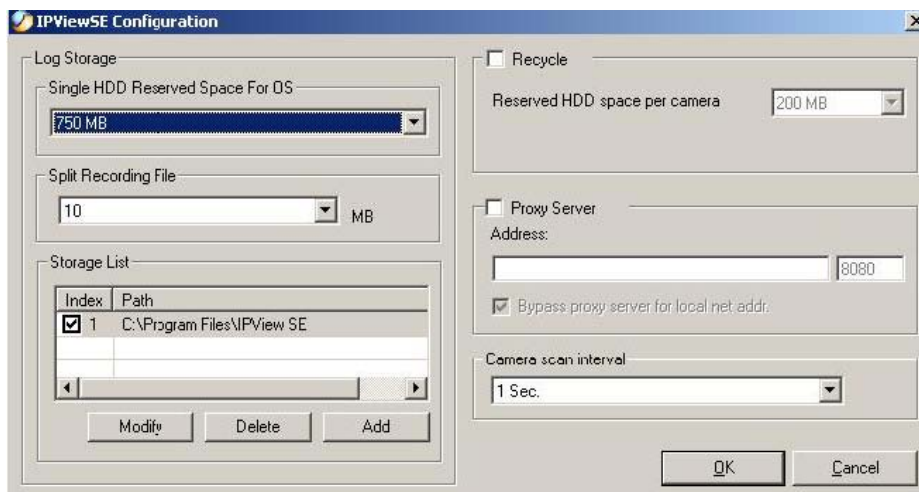 IPViewSE Configuration
Log Storage
Single HDD Reserved Space For OS
750 MB
Split Recording File
10
MB
Storage List
Index Path
1 C:\Program Files\IPView SE
Modify Delete Add
Recycle
Reserved HDD space per camera 200 MB
Proxy Server
Address:
8080
Bypass proxy server for local net addr.
Camera scan interval
1 Sec.
OK Cancel